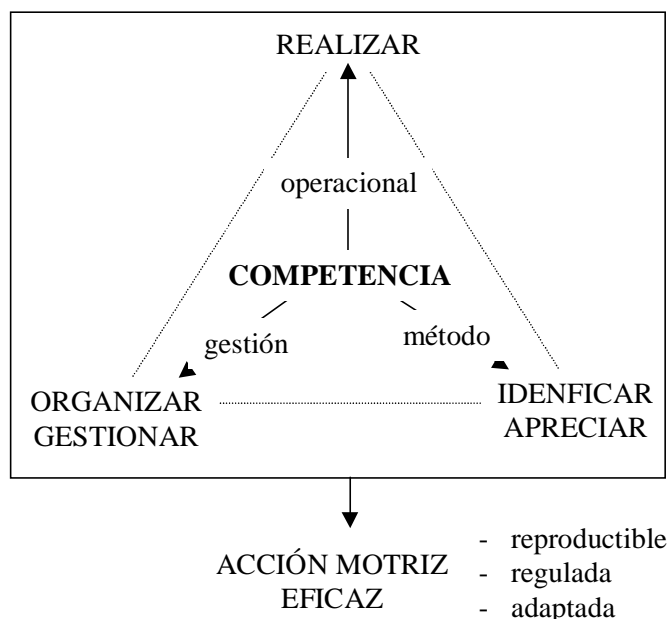 REALIZAR
operacional
COMPETENCIA
gestión
método
ORGANIZAR
GESTIONAR
IDENFICAR
APRECIAR
ACCIÓN MOTRIZ
EFICAZ
- reproductible
- regulada
- adaptada